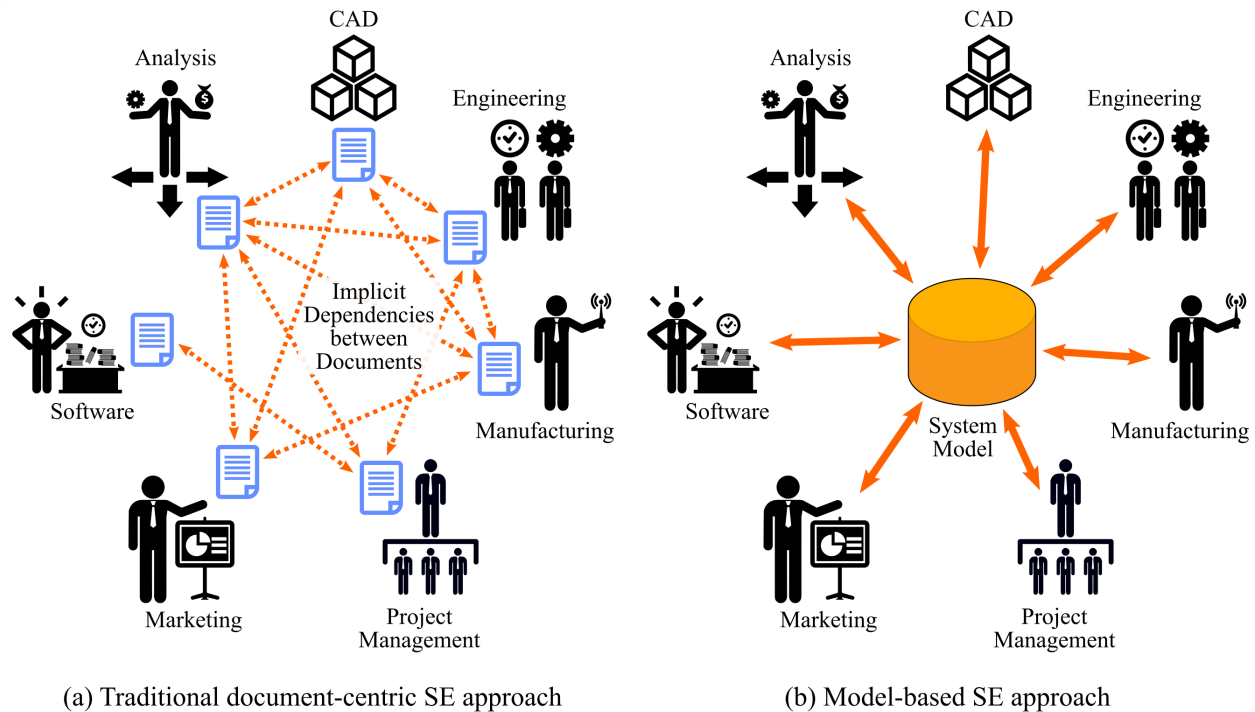 CAD
Analysis
Engineering
Implicit
Dependencies
between
Documents
Software
Manufacturing
Marketing
Project
Management
(a) Traditional document-centric SE approach
CAD
Analysis
Engineering
$
Software
System
Model
Manufacturing
Marketing
Project
Management
(b) Model-based SE approach